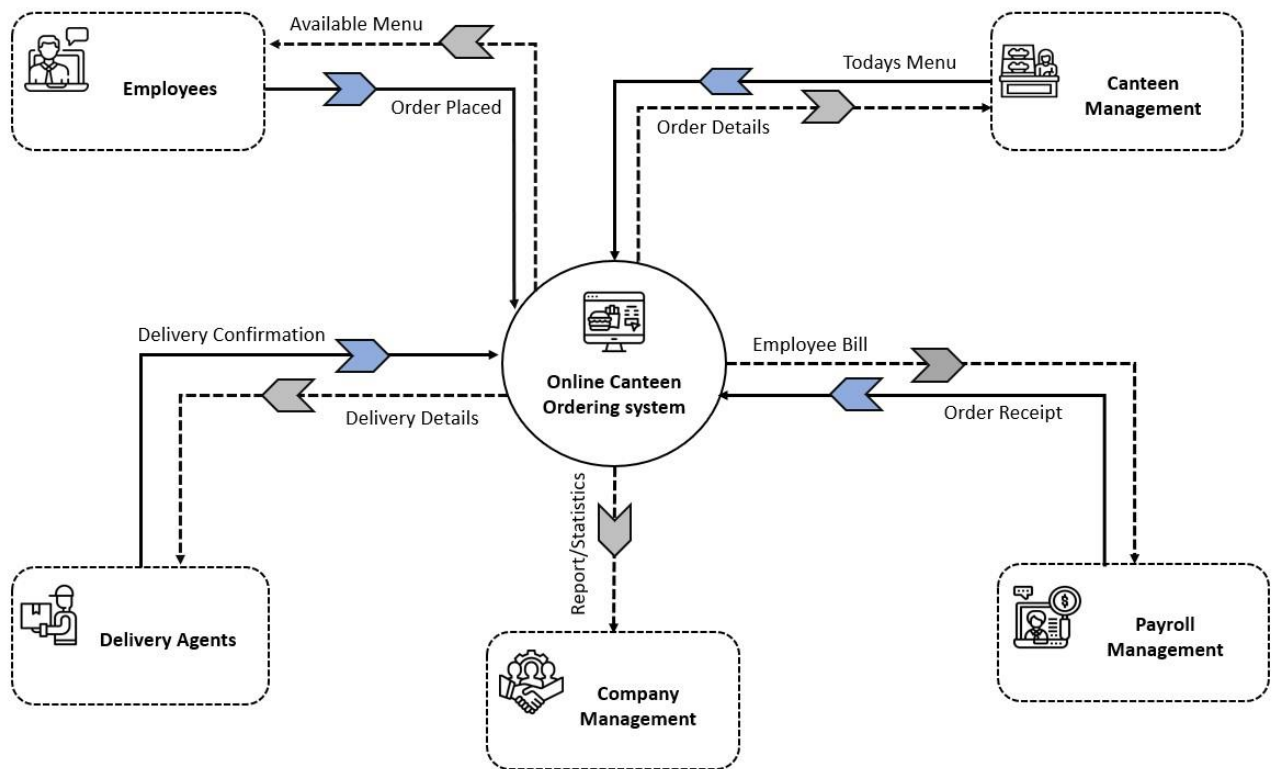 Available Menu
Employees
Order Placed
Todays Menu
Order Details
Canteen
Management
Delivery Confirmation
Delivery Details
Online Canteen
Ordering system
Employee Bill
Order Receipt
Report/Statistics
Delivery Agents
Company
Management
$
Payroll
Management